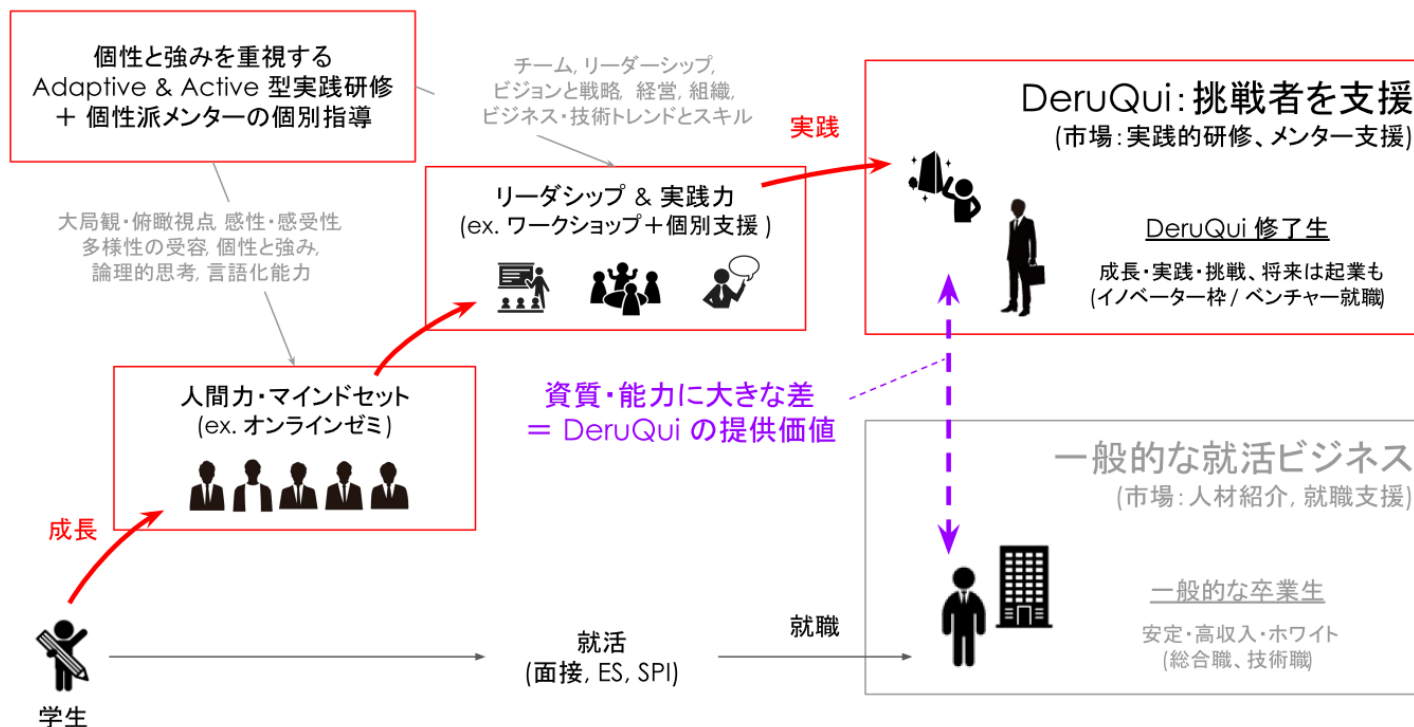 個性と強みを重視する
Adaptive & Active 型実践研修
＋ 個性派メンターの個別指導
チーム, リーダーシップ,
ビジョンと戦略, 経営, 組織,
ビジネス・技術トレンドとスキル
実践
DeruQui：挑戦者を支援
(市場：実践的研修、メンター支援)
DeruQui 修了生
成長・実践・挑戦、将来は起業も
(イノベーター枠 / ベンチャー就職)
リーダシップ & 実践力
(ex. ワークショップ＋個別支援 )
大局観・俯瞰視点, 感性・感受性,
多様性の受容, 個性と強み,
論理的思考, 言語化能力
人間力・マインドセット
(ex. オンラインゼミ)
資質・能力に大きな差
＝ DeruQui の提供価値
一般的な就活ビジネス
(市場：人材紹介, 就職支援)
一般的な卒業生
安定・高収入・ホワイト
(総合職、技術職)
成長
学生
就活
(面接, ES, SPI)
就職